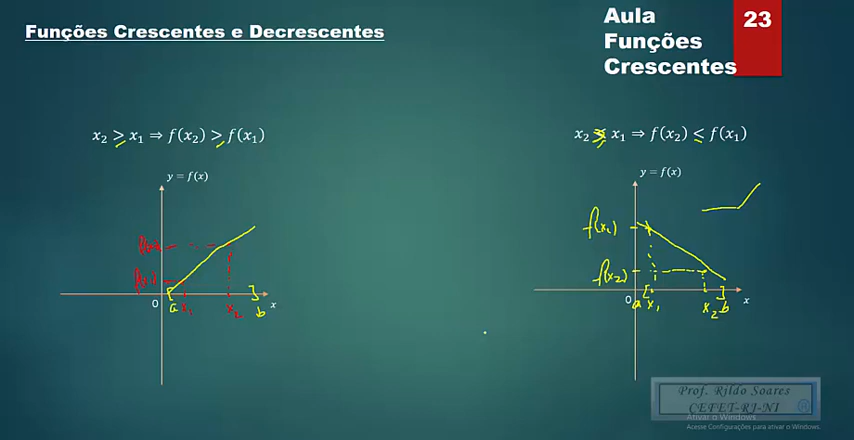 Funções Crescentes e Decrescentes
Aula
Funções
Crescentes
23
x₂ ≥ x₁ ⇒ f(x₂) ≥ f(x₁)
y = f(x)
0
a x₁ x₂ b
x
x₂ x₁ ⇒ f(x₂) ≤ f(x₁)
y = f(x)
f(x₁)
f(x₂)
0
a x₁ x₂ b
x
Prof. Rildo Soares
CEFET-RJ-NI
®
Ativar o Windows
Acesse Configurações para ativar o Windows.